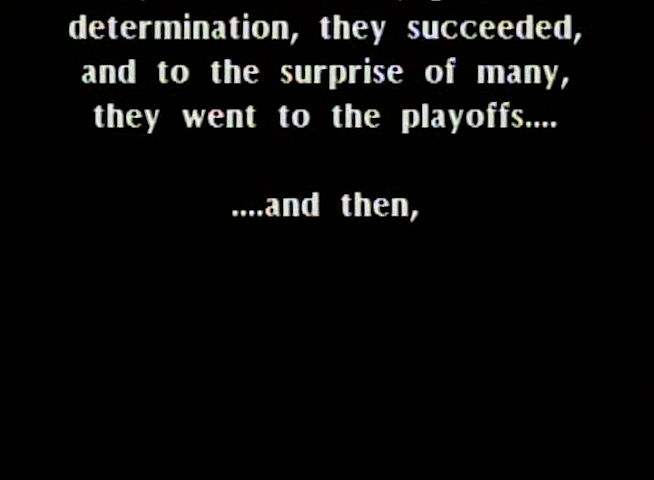 determination, they succeeded,
and to the surprise of many,
they went to the playoffs....
....and then,